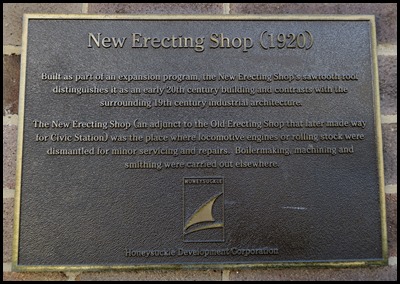 New Erecting Shop (1920)
Built as part of an expansion program, the New Erecting Shop's sawtooth roof
distinguishes it as an early 20th century building and contrasts with the
surrounding 19th century industrial architecture.
The New Erecting Shop (an adjunct to the Old Erecting Shop that later made way
for Civic Station) was the place where locomotive engines or rolling stock were
dismantled for minor servicing and repairs. Boilermaking, machining and
smithing were carried out elsewhere.
HONEYSUCKLE
Honeysuckle Development Corporation